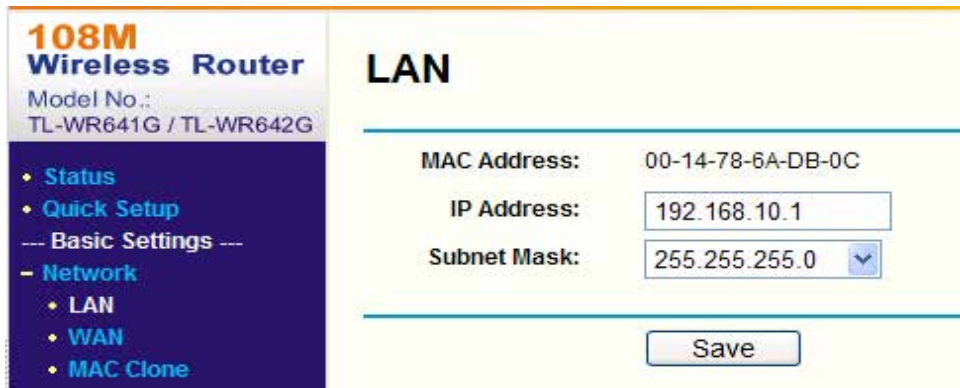 108M
Wireless Router
Model No.:
TL-WR641G / TL-WR642G
• Status
• Quick Setup
--- Basic Settings ---
– Network
• LAN
• WAN
• MAC Clone
LAN
MAC Address: 00-14-78-6A-DB-0C
IP Address: 192.168.10.1
Subnet Mask: 255.255.255.0
Save